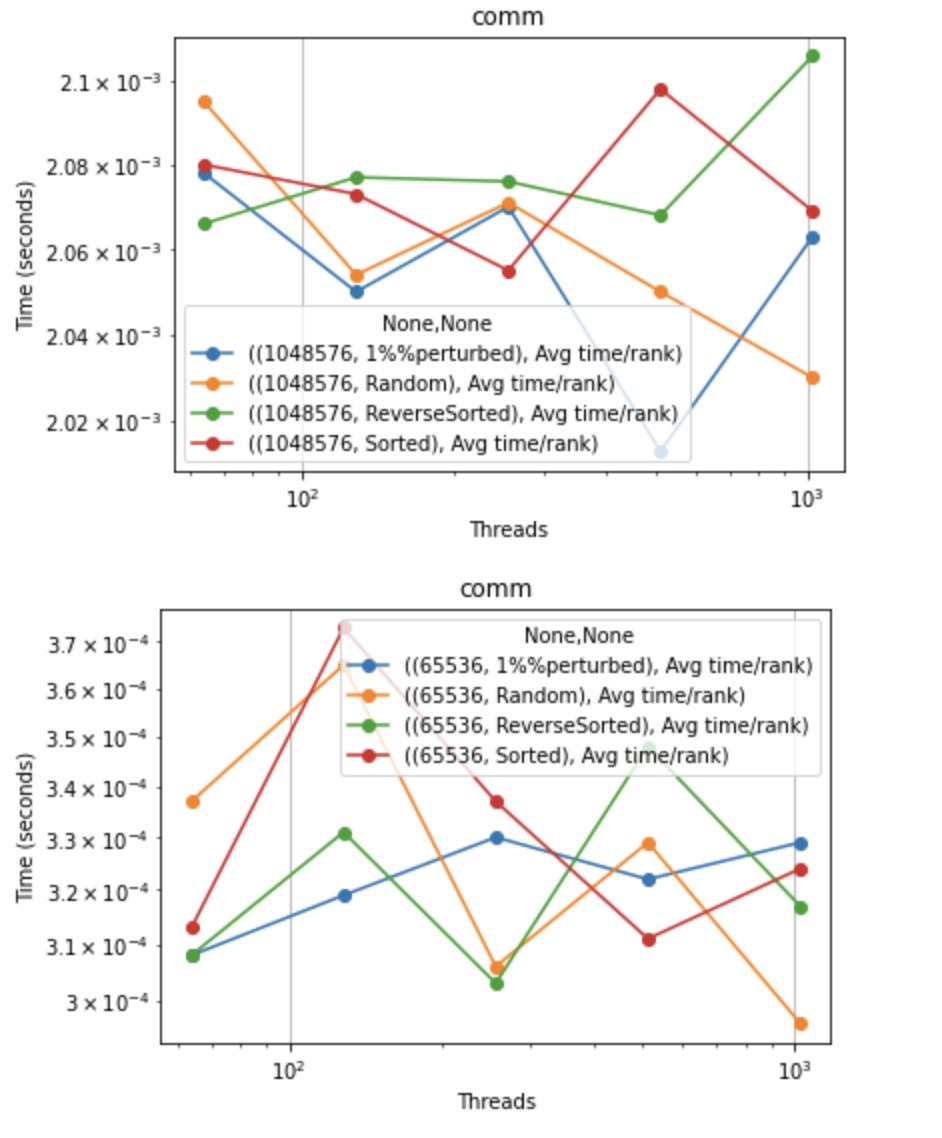 comm
2.1 × 10⁻³
2.08 × 10⁻³
2.06 × 10⁻³
2.04 × 10⁻³
2.02 × 10⁻³
Time (seconds)
None,None
((1048576, 1%%perturbed), Avg time/rank)
((1048576, Random), Avg time/rank)
((1048576, ReverseSorted), Avg time/rank)
((1048576, Sorted), Avg time/rank)
10² 10³
Threads
comm
3.7 × 10⁻⁴
3.6 × 10⁻⁴
3.5 × 10⁻⁴
3.4 × 10⁻⁴
3.3 × 10⁻⁴
3.2 × 10⁻⁴
3.1 × 10⁻⁴
3 × 10⁻⁴
Time (seconds)
None,None
((65536, 1%%perturbed), Avg time/rank)
((65536, Random), Avg time/rank)
((65536, ReverseSorted), Avg time/rank)
((65536, Sorted), Avg time/rank)
10² 10³
Threads